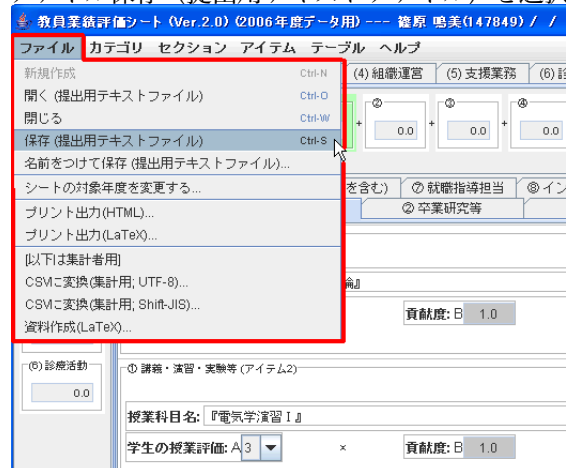 教員業績評価シート (Ver.2.0) (2006年度データ用) --- 篠原 鳴美(147849) / /
ファイル カテゴリ セクション アイテム テーブル ヘルプ
新規作成 Ctrl-N
(4) 組織運営 (5) 支援業務
開く (提出用テキストファイル) Ctrl-O
閉じる Ctrl-W
保存 (提出用テキストファイル) Ctrl-S
② ③ ④
+ 0.0 + 0.0 + 0.0
名前をつけて保存 (提出用テキストファイル)...
シートの対象年度を変更する...
を含む) ⑦ 就職指導担当 ⑧ イン
プリント出力(HTML)...
② 卒業研究等
プリント出力(LaTeX)...
[以下は集計者用]
CSVに変換(集計用; UTF-8)...
CSVに変換(集計用; Shift-JIS)...
資料作成(LaTeX)...
貢献度: B 1.0
(6) 診療活動
0.0
① 講義・演習・実験等 (アイテム2)
授業科目名: 『電気学演習Ⅰ』
学生の授業評価: A 3 × 貢献度: B 1.0